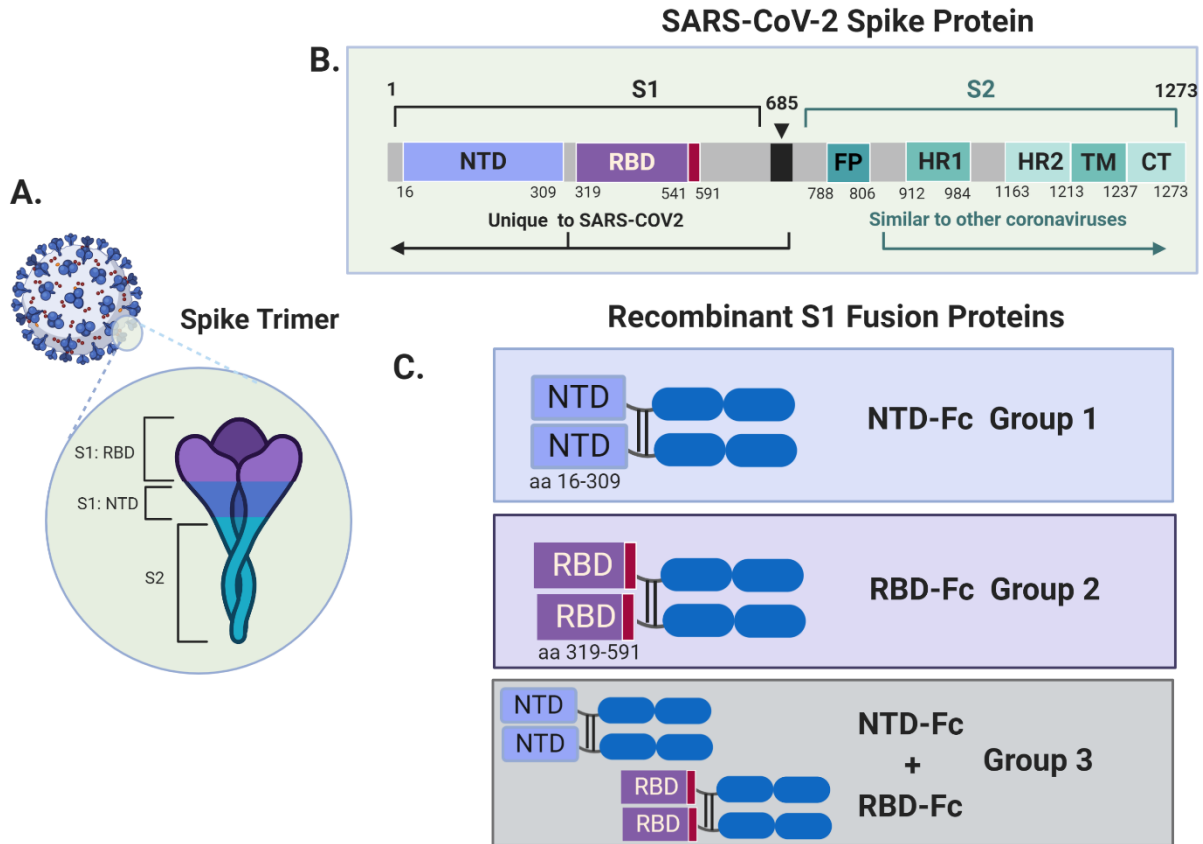 SARS-CoV-2 Spike Protein
B.
1
S1
685
S2
1273
NTD
RBD
FP
HR1
HR2
TM
CT
16
309
319
541
591
788
806
912
984
1163
1213
1237
1273
Unique to SARS-COV2
Similar to other coronaviruses
A.
Spike Trimer
S1: RBD
S1: NTD
S2
Recombinant S1 Fusion Proteins
C.
NTD
NTD
aa 16-309
NTD-Fc Group 1
RBD
RBD
aa 319-591
RBD-Fc Group 2
NTD
NTD
RBD
RBD
NTD-Fc
+
RBD-Fc
Group 3